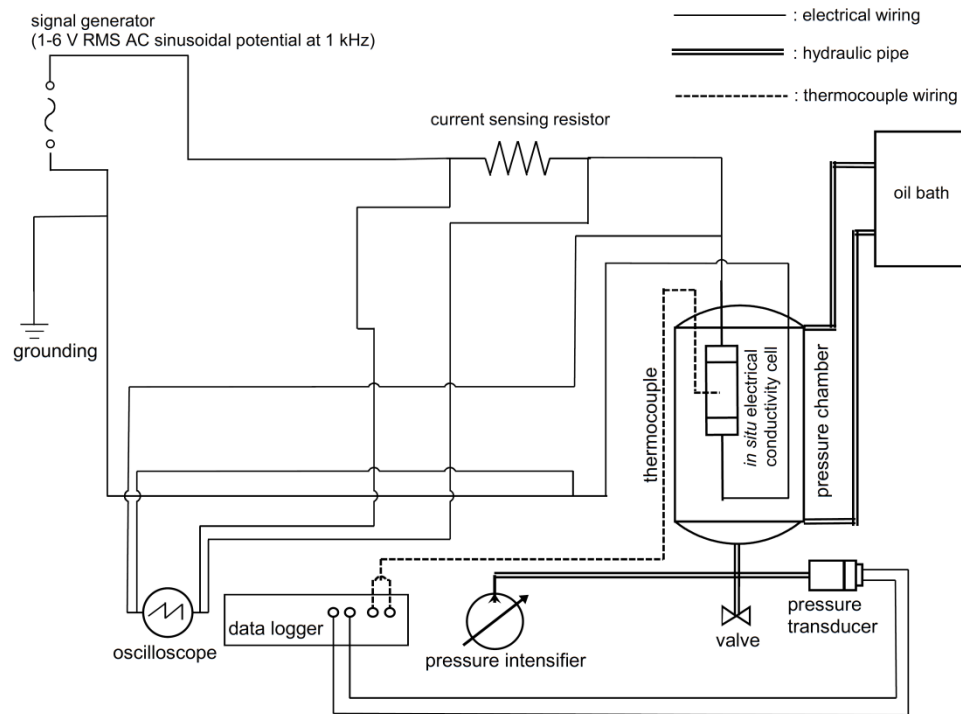 signal generator
(1-6 V RMS AC sinusoidal potential at 1 kHz)
: electrical wiring
: hydraulic pipe
: thermocouple wiring
current sensing resistor
oil bath
grounding
thermocouple
in situ electrical
conductivity cell
pressure chamber
data logger
oscilloscope
pressure intensifier
valve
pressure
transducer